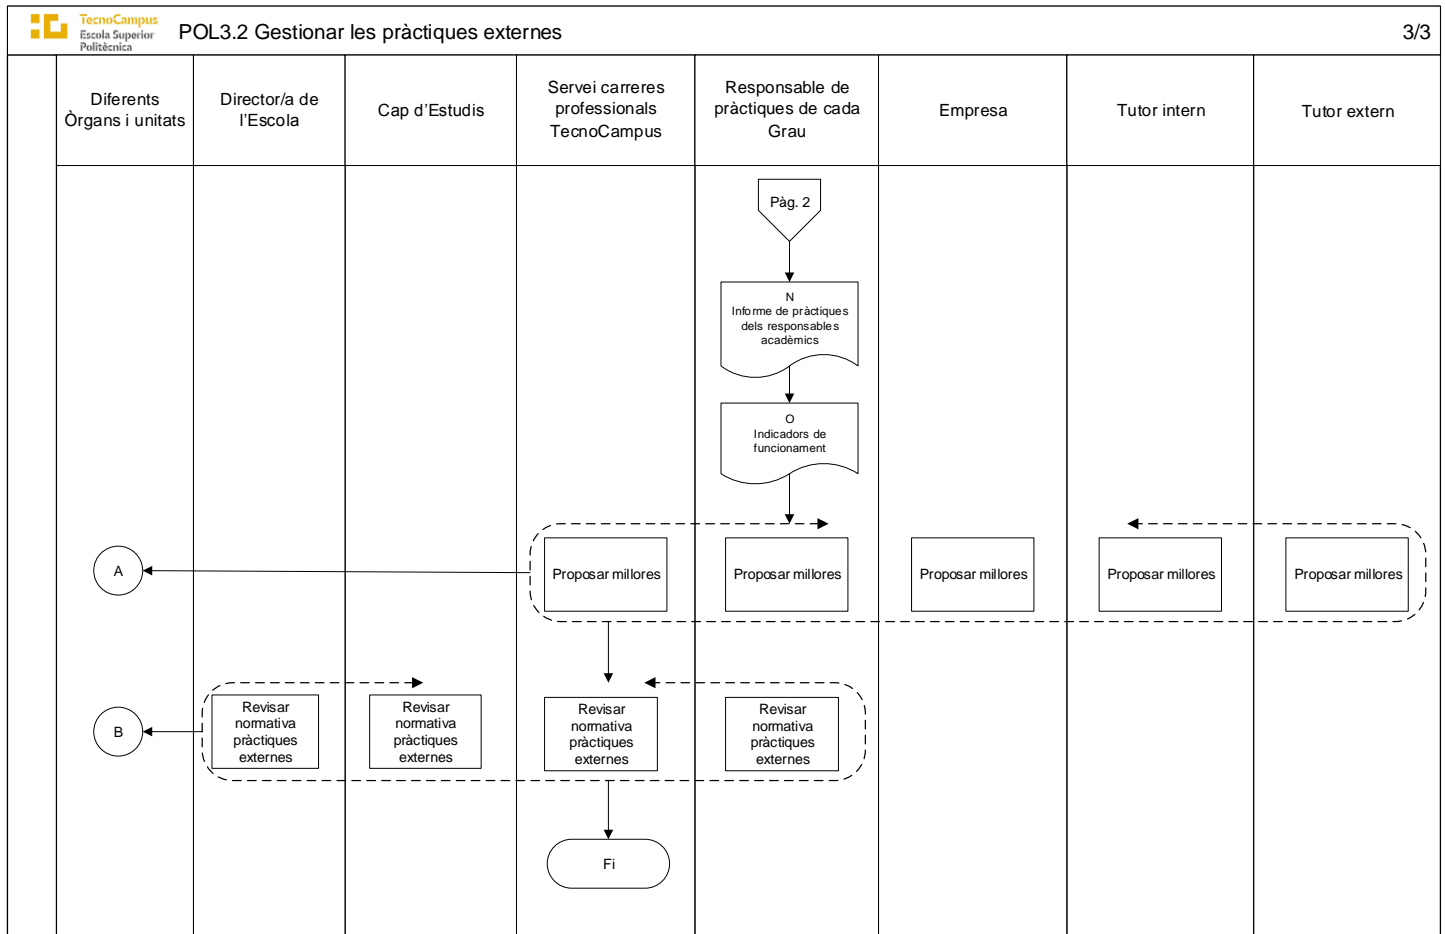 TecnoCampus
Escola Superior
Politècnica
POL3.2 Gestionar les pràctiques externes
3/3
Diferents
Òrgans i unitats
Director/a de
l'Escola
Cap d'Estudis
Servei carreres
professionals
TecnoCampus
Responsable de
pràctiques de cada
Grau
Empresa
Tutor intern
Tutor extern
Pàg. 2
N
Informe de pràctiques
dels responsables
acadèmics
O
Indicadors de
funcionament
A
Proposar millores
Proposar millores
Proposar millores
Proposar millores
Proposar millores
B
Revisar
normativa
pràctiques
externes
Revisar
normativa
pràctiques
externes
Revisar
normativa
pràctiques
externes
Revisar
normativa
pràctiques
externes
Fi